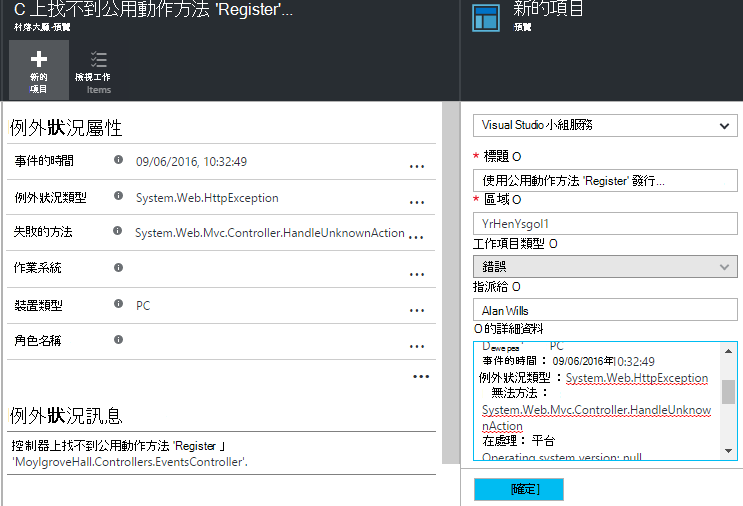 C 上找不到公用動作方法 'Register'...
村落大廳-預覽
新的
項目
檢視工作
Items
例外狀況屬性
事件的時間 09/06/2016, 10:32:49 ...
例外狀況類型 System.Web.HttpException ...
失敗的方法 System.Web.Mvc.Controller.HandleUnknownAction ...
作業系統 ...
裝置類型 PC ...
角色名稱 ...
...
例外狀況訊息
控制器上找不到公用動作方法 'Register 」
'MoylgroveHall.Controllers.EventsController'.
新的項目
預覽
Visual Studio 小組服務
* 標題 O
使用公用動作方法 'Register' 發行...
* 區域 O
YrHenYsgol1
工作項目類型 O
錯誤
指派給 O
Alan Wills
O 的詳細資料
PC
事件的時間： 09/06/2016年10:32:49
例外狀況類型：System.Web.HttpException
無法方法：
System.Web.Mvc.Controller.HandleUnknow
nAction
在處理： 平台
Operating system version: null
[確定]